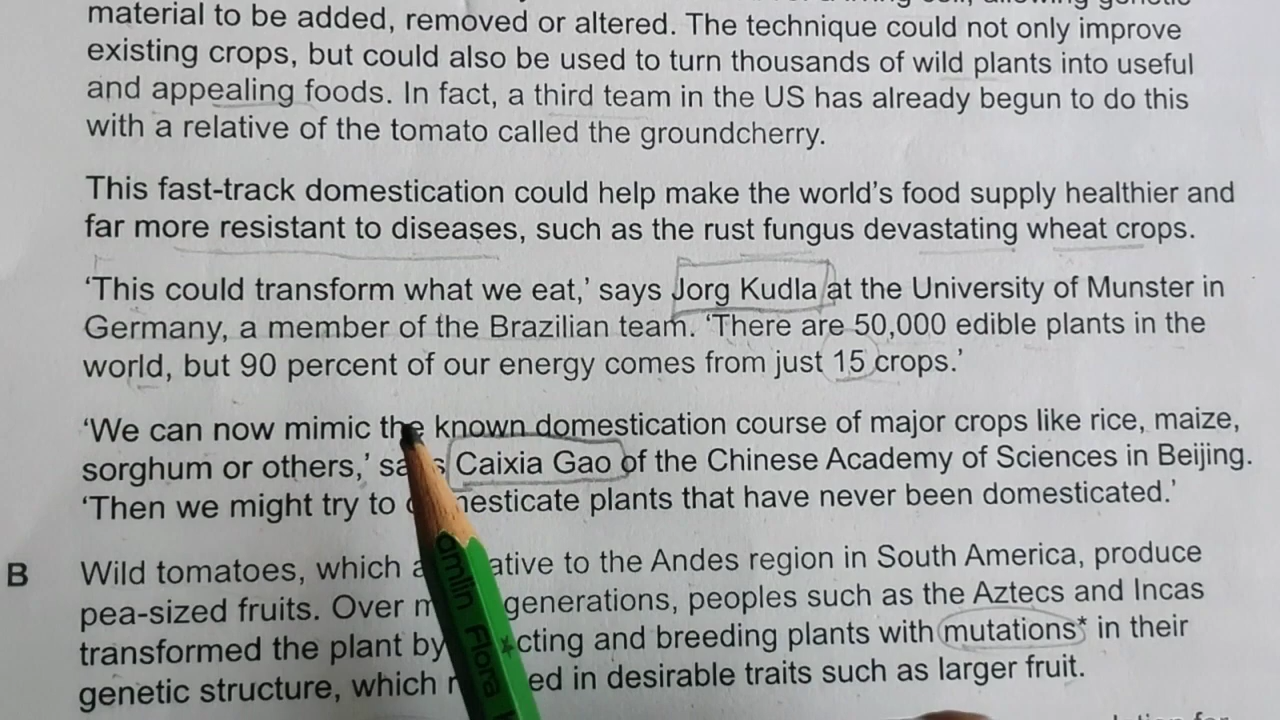 material to be added, removed or altered. The technique could not only improve
existing crops, but could also be used to turn thousands of wild plants into useful
and appealing foods. In fact, a third team in the US has already begun to do this
with a relative of the tomato called the groundcherry.
This fast-track domestication could help make the world's food supply healthier and
far more resistant to diseases, such as the rust fungus devastating wheat crops.
‘This could transform what we eat,’ says Jorg Kudla at the University of Munster in
Germany, a member of the Brazilian team. ‘There are 50,000 edible plants in the
world, but 90 percent of our energy comes from just 15 crops.’
‘We can now mimic the known domestication course of major crops like rice, maize,
sorghum or others,’ says Caixia Gao of the Chinese Academy of Sciences in Beijing.
‘Then we might try to domesticate plants that have never been domesticated.’
B Wild tomatoes, which native to the Andes region in South America, produce
pea-sized fruits. Over generations, peoples such as the Aztecs and Incas
transformed the plant by and breeding plants with mutations* in their
genetic structure, which in desirable traits such as larger fruit.
Flora